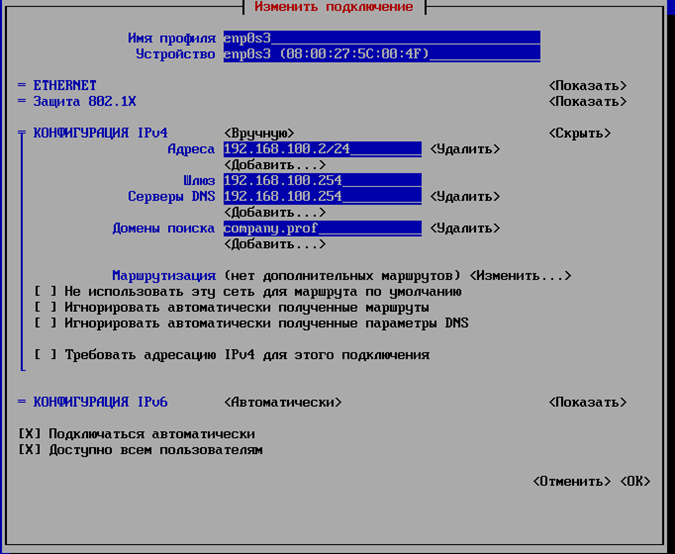 Изменить подключение
Имя профиля enp0s3
Устройство enp0s3 (08:00:27:5C:00:4F)
= ETHERNET <Показать>
= Защита 802.1X <Показать>
= КОНФИГУРАЦИЯ IPv4 <Вручную> <Скрыть>
Адреса 192.168.100.2/24 <Удалить>
<Добавить...>
Шлюз 192.168.100.254
Серверы DNS 192.168.100.254 <Удалить>
<Добавить...>
Домены поиска company.prof <Удалить>
<Добавить...>
Маршрутизация (нет дополнительных маршрутов) <Изменить...>
[ ] Не использовать эту сеть для маршрута по умолчанию
[ ] Игнорировать автоматически полученные маршруты
[ ] Игнорировать автоматически полученные параметры DNS
[ ] Требовать адресацию IPv4 для этого подключения
= КОНФИГУРАЦИЯ IPv6 <Автоматически> <Показать>
[X] Подключаться автоматически
[X] Доступно всем пользователям
<Отменить> <OK>